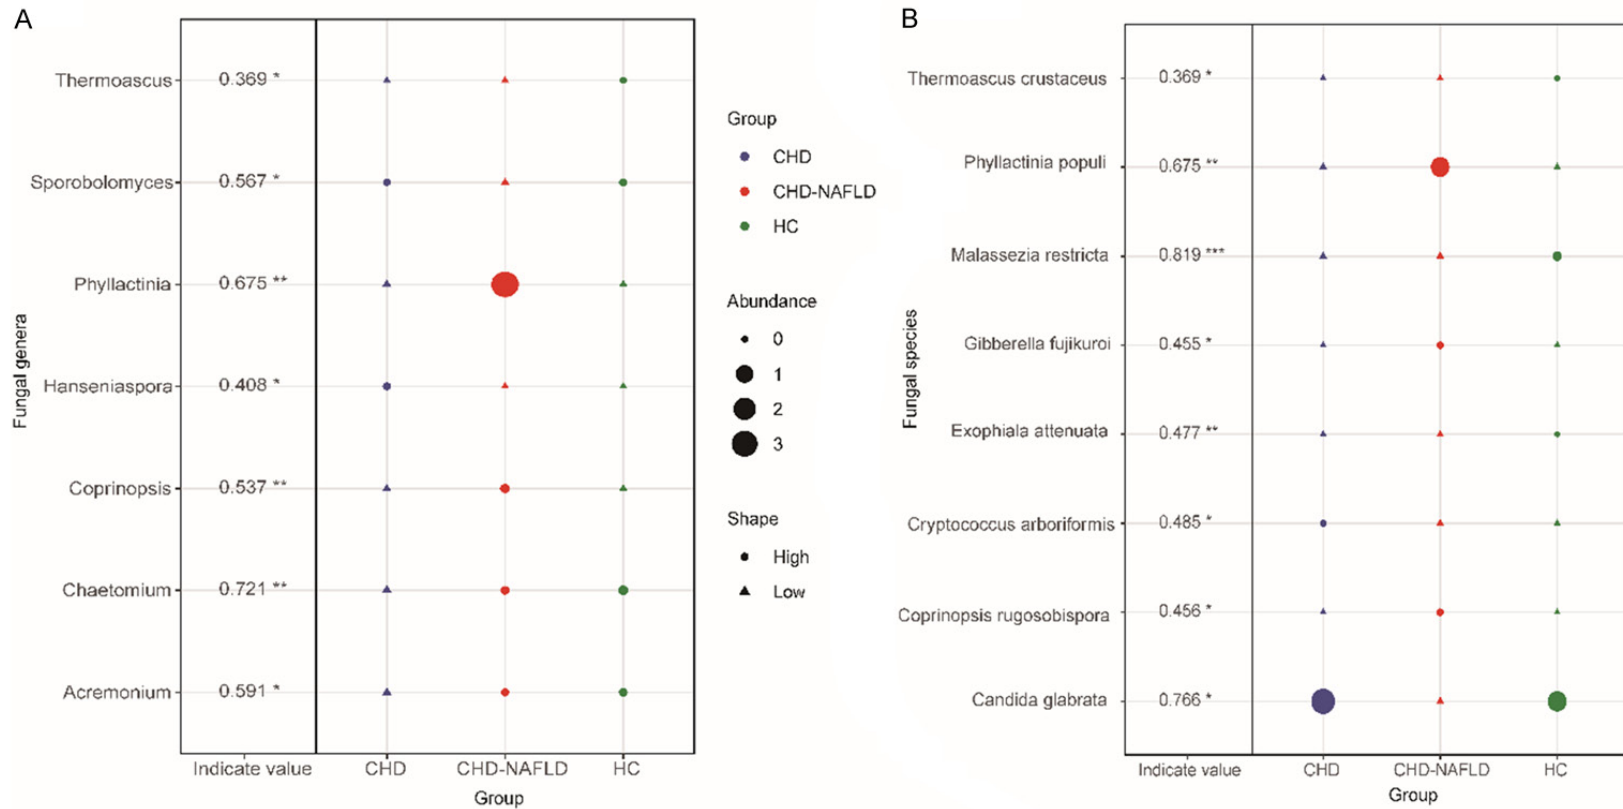 A
Fungal genera
Thermoascus 0.369 *
Sporobolomyces 0.567 *
Phyllactinia 0.675 **
Hanseniaspora 0.408 *
Coprinopsis 0.537 **
Chaetomium 0.721 **
Acremonium 0.591 *
Indicate value CHD CHD-NAFLD HC
Group
Group
CHD
CHD-NAFLD
HC
Abundance
0
1
2
3
Shape
High
Low
B
Fungal species
Thermoascus crustaceus 0.369 *
Phyllactinia populi 0.675 **
Malassezia restricta 0.819 ***
Gibberella fujikuroi 0.455 *
Exophiala attenuata 0.477 **
Cryptococcus arboriformis 0.485 *
Coprinopsis rugosobispora 0.456 *
Candida glabrata 0.766 *
Indicate value CHD CHD-NAFLD HC
Group